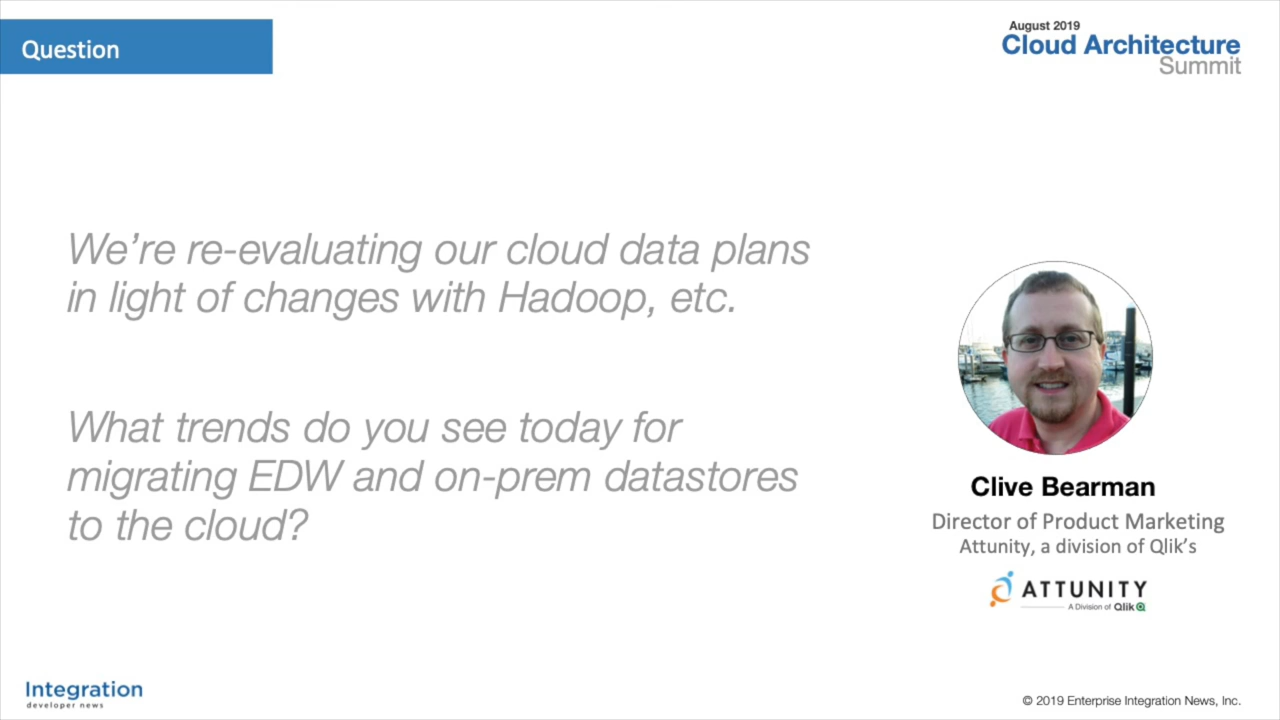 Question
August 2019
Cloud Architecture
Summit
We're re-evaluating our cloud data plans
in light of changes with Hadoop, etc.
What trends do you see today for
migrating EDW and on-prem datastores
to the cloud?
Clive Bearman
Director of Product Marketing
Attunity, a division of Qlik's
ATTUNITY
A Division of Qlik
Integration
developer news
© 2019 Enterprise Integration News, Inc.